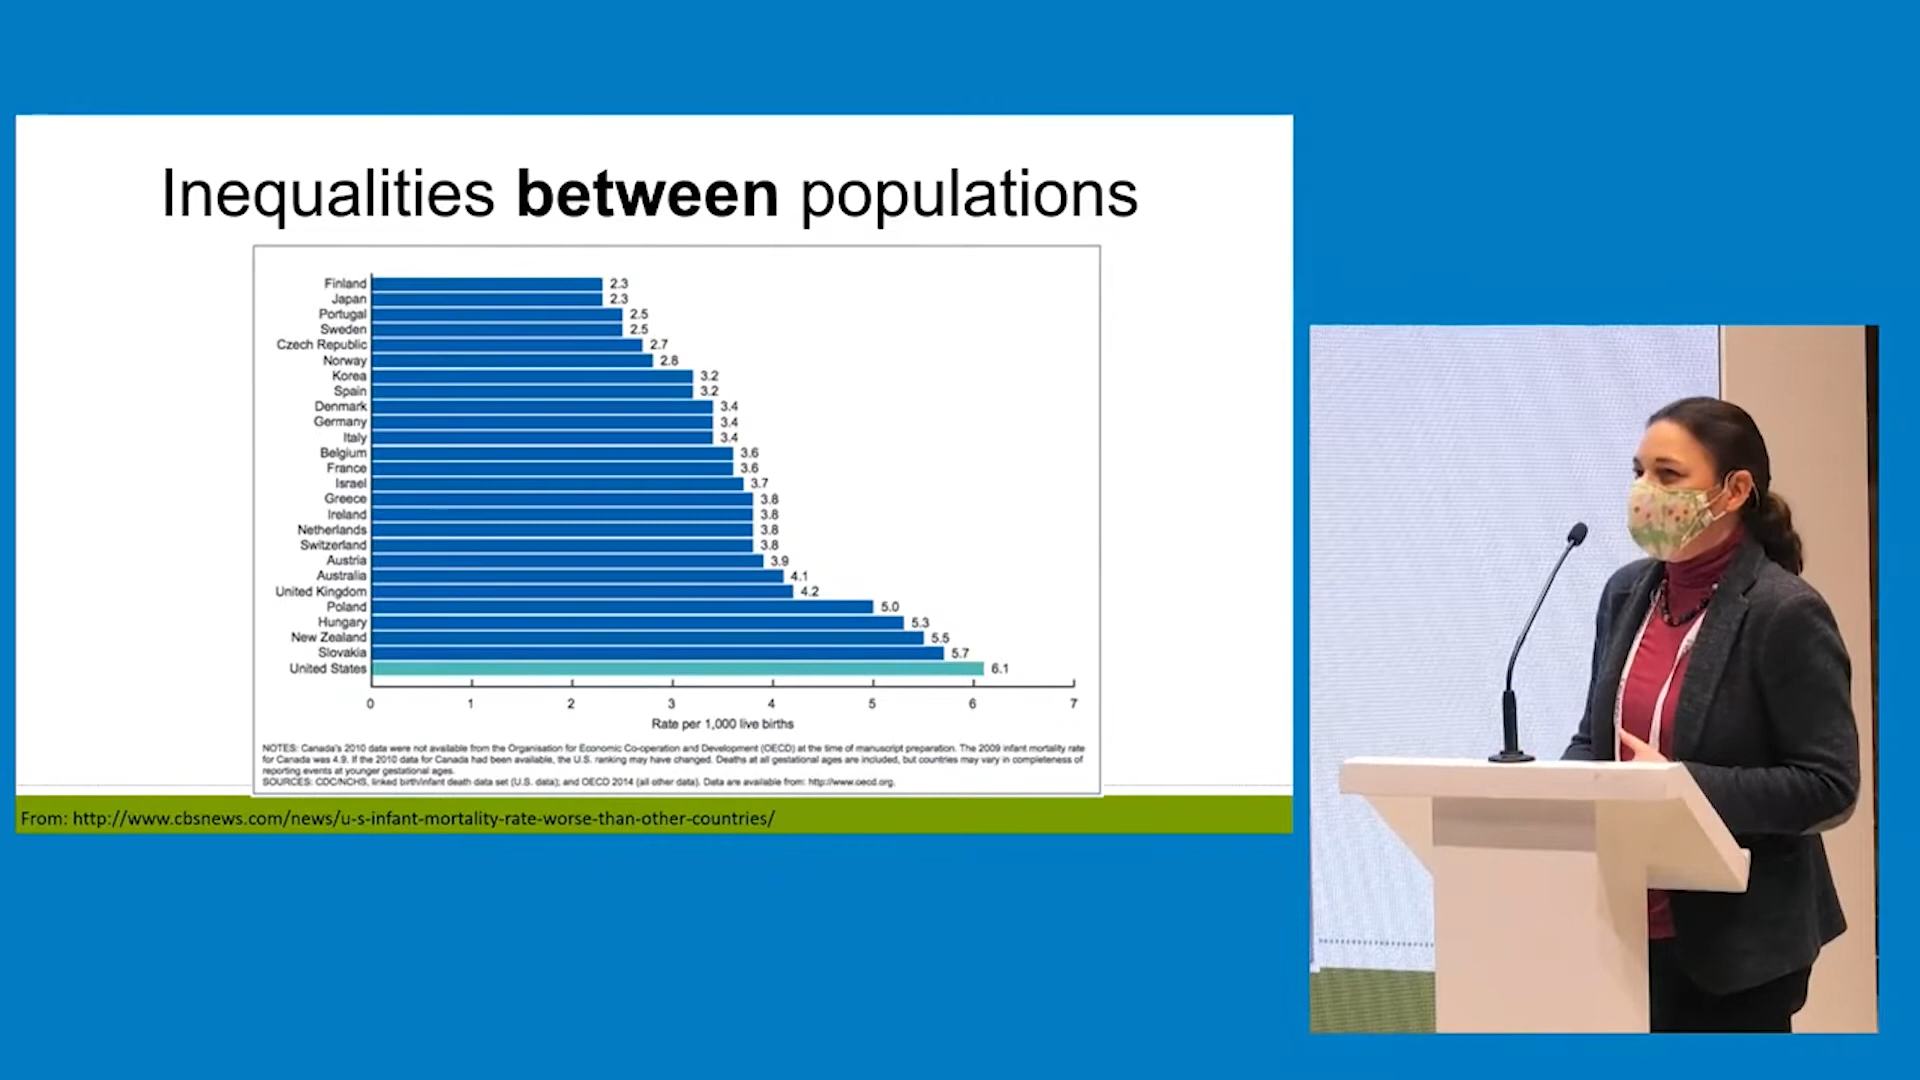 Inequalities between populations
Finland 2.3
Japan 2.3
Portugal 2.5
Sweden 2.5
Czech Republic 2.7
Norway 2.8
Korea 3.2
Spain 3.2
Denmark 3.4
Germany 3.4
Italy 3.4
Belgium 3.6
France 3.6
Israel 3.7
Greece 3.8
Ireland 3.8
Netherlands 3.8
Switzerland 3.8
Austria 3.9
Australia 4.1
United Kingdom 4.2
Poland 5.0
Hungary 5.3
New Zealand 5.5
Slovakia 5.7
United States 6.1
0 1 2 3 4 5 6 7
Rate per 1,000 live births
NOTES: Canada's 2010 data were not available from the Organisation for Economic Co-operation and Development (OECD) at the time of manuscript preparation. The 2009 infant mortality rate
for Canada was 4.9. If the 2010 data for Canada had been available, the U.S. ranking may have changed. Deaths at all gestational ages are included, but countries may vary in completeness of
reporting events at younger gestational ages.
SOURCES: CDC/NCHS, linked birth/infant death data set (U.S. data); and OECD 2014 (all other data). Data are available from: http://www.oecd.org.
From: http://www.cbsnews.com/news/u-s-infant-mortality-rate-worse-than-other-countries/